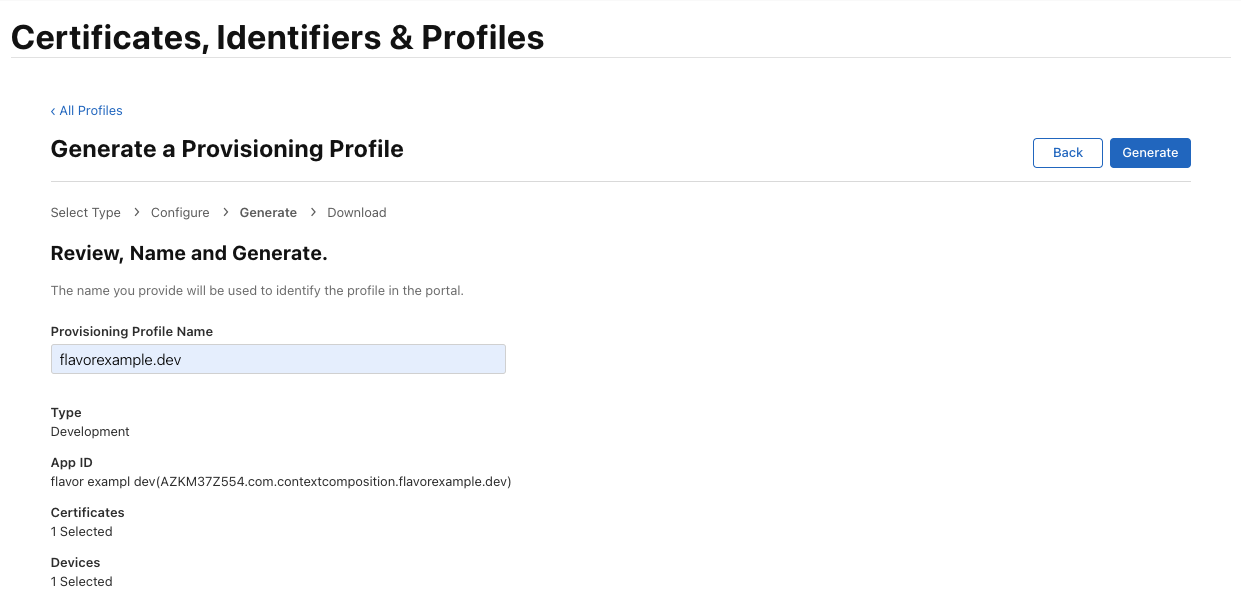 Certificates, Identifiers & Profiles
‹ All Profiles
Generate a Provisioning Profile
Back
Generate
Select Type > Configure > Generate > Download
Review, Name and Generate.
The name you provide will be used to identify the profile in the portal.
Provisioning Profile Name
flavorexample.dev
Type
Development
App ID
flavor exampl dev(AZKM37Z554.com.contextcomposition.flavorexample.dev)
Certificates
1 Selected
Devices
1 Selected